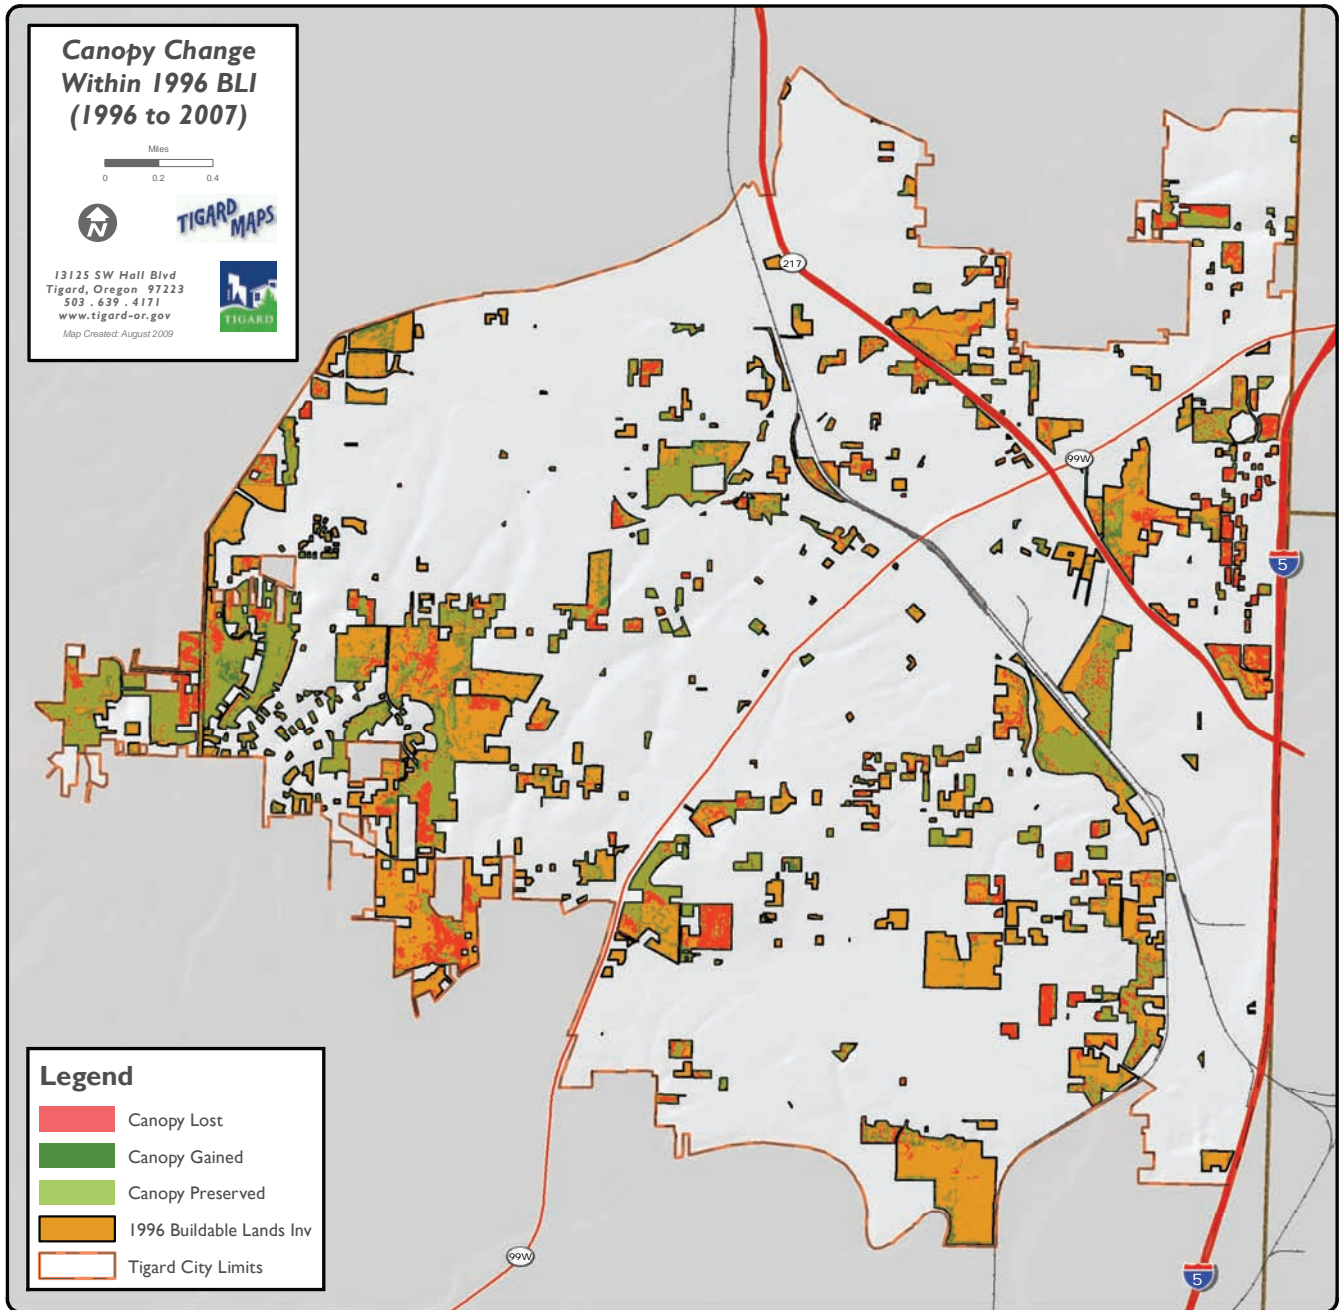 Canopy Change
Within 1996 BLI
(1996 to 2007)
Miles
0 0.2 0.4
N
TIGARD MAPS
13125 SW Hall Blvd
Tigard, Oregon 97223
503 . 639 . 4171
www.tigard-or.gov
Map Created: August 2009
TIGARD
217
99W
5
Legend
Canopy Lost
Canopy Gained
Canopy Preserved
1996 Buildable Lands Inv
Tigard City Limits
99W
5